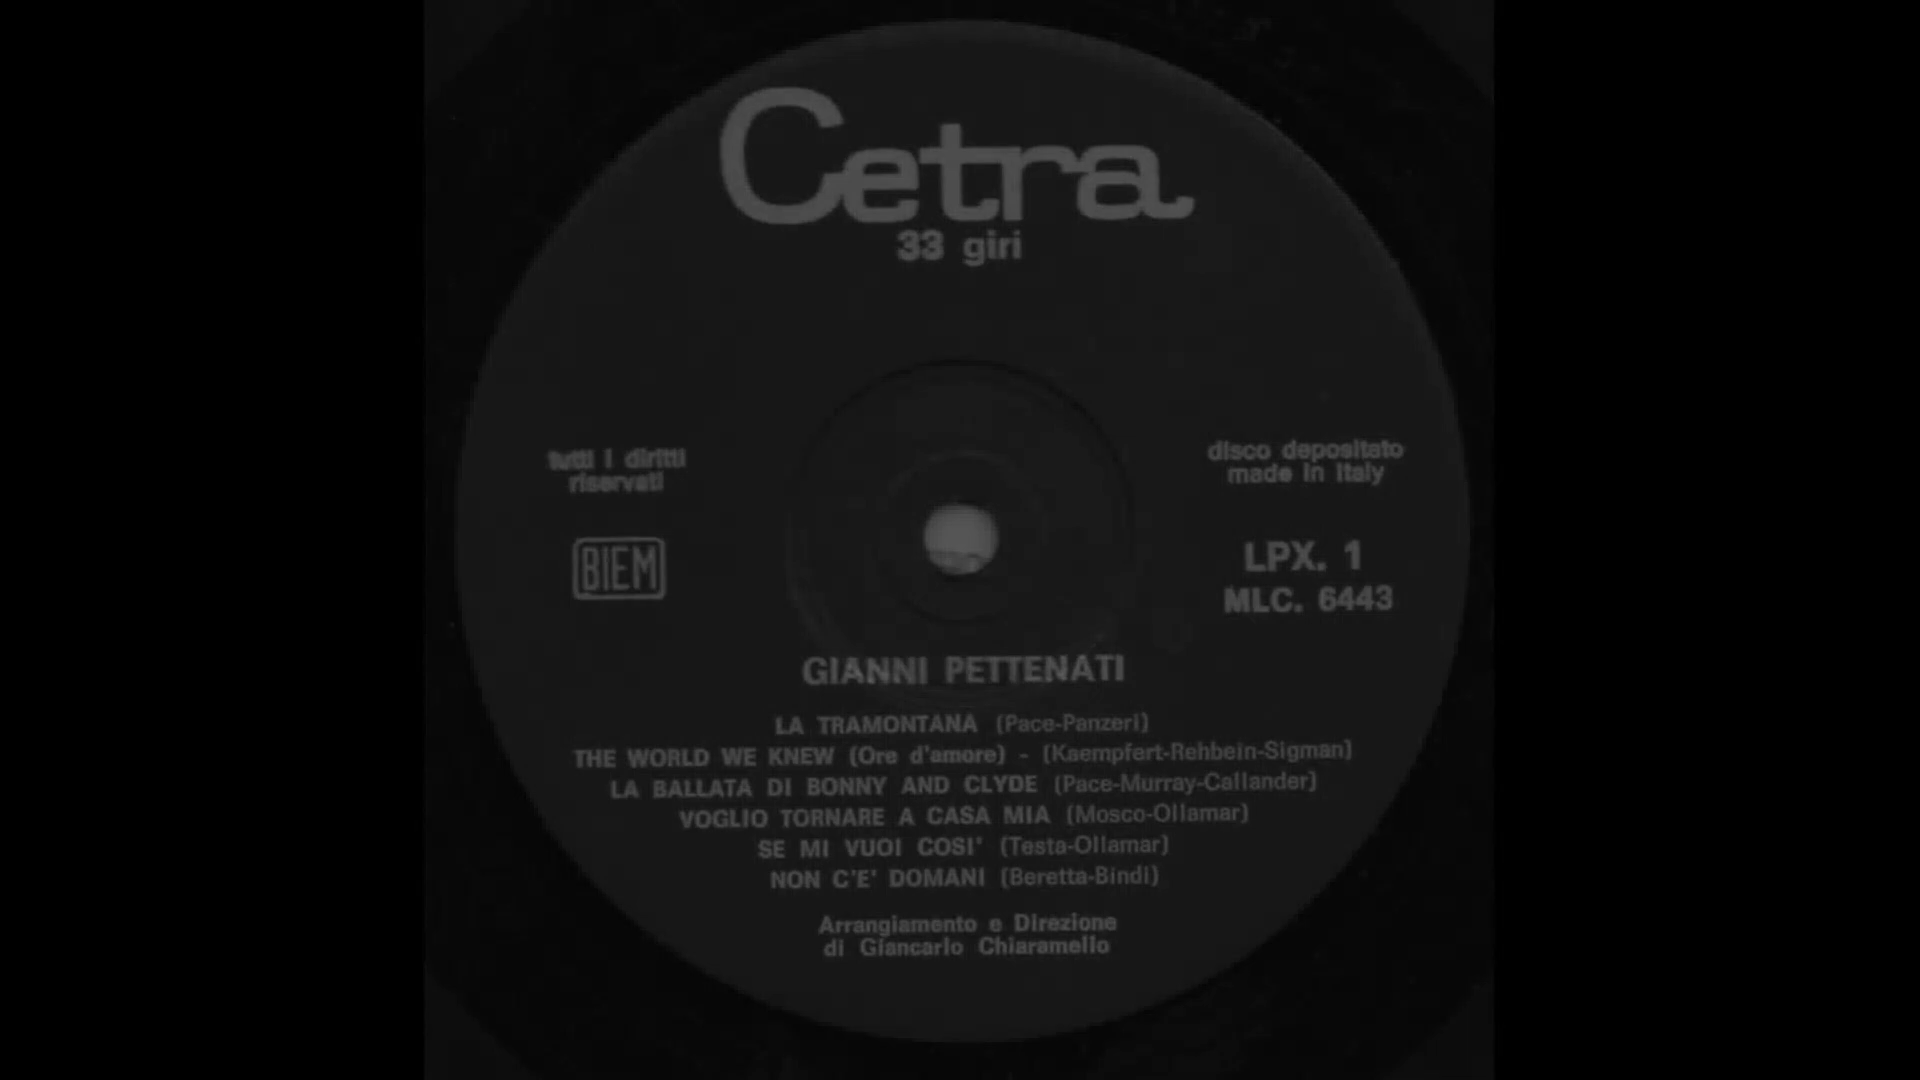 Cetra
33 giri
tutti i diritti
riservati
disco depositato
made in Italy
BIEM
LPX. 1
MLC. 6443
GIANNI PETTENATI
LA TRAMONTANA (Pace-Panzeri)
THE WORLD WE KNEW (Ore d'amore) - (Kaempfert-Rehbein-Sigman)
LA BALLATA DI BONNY AND CLYDE (Pace-Murray-Callander)
VOGLIO TORNARE A CASA MIA (Mosco-Ollamar)
SE MI VUOI COSI' (Testa-Ollamar)
NON C'E' DOMANI (Beretta-Bindi)
Arrangiamento e Direzione
di Giancarlo Chiaramello